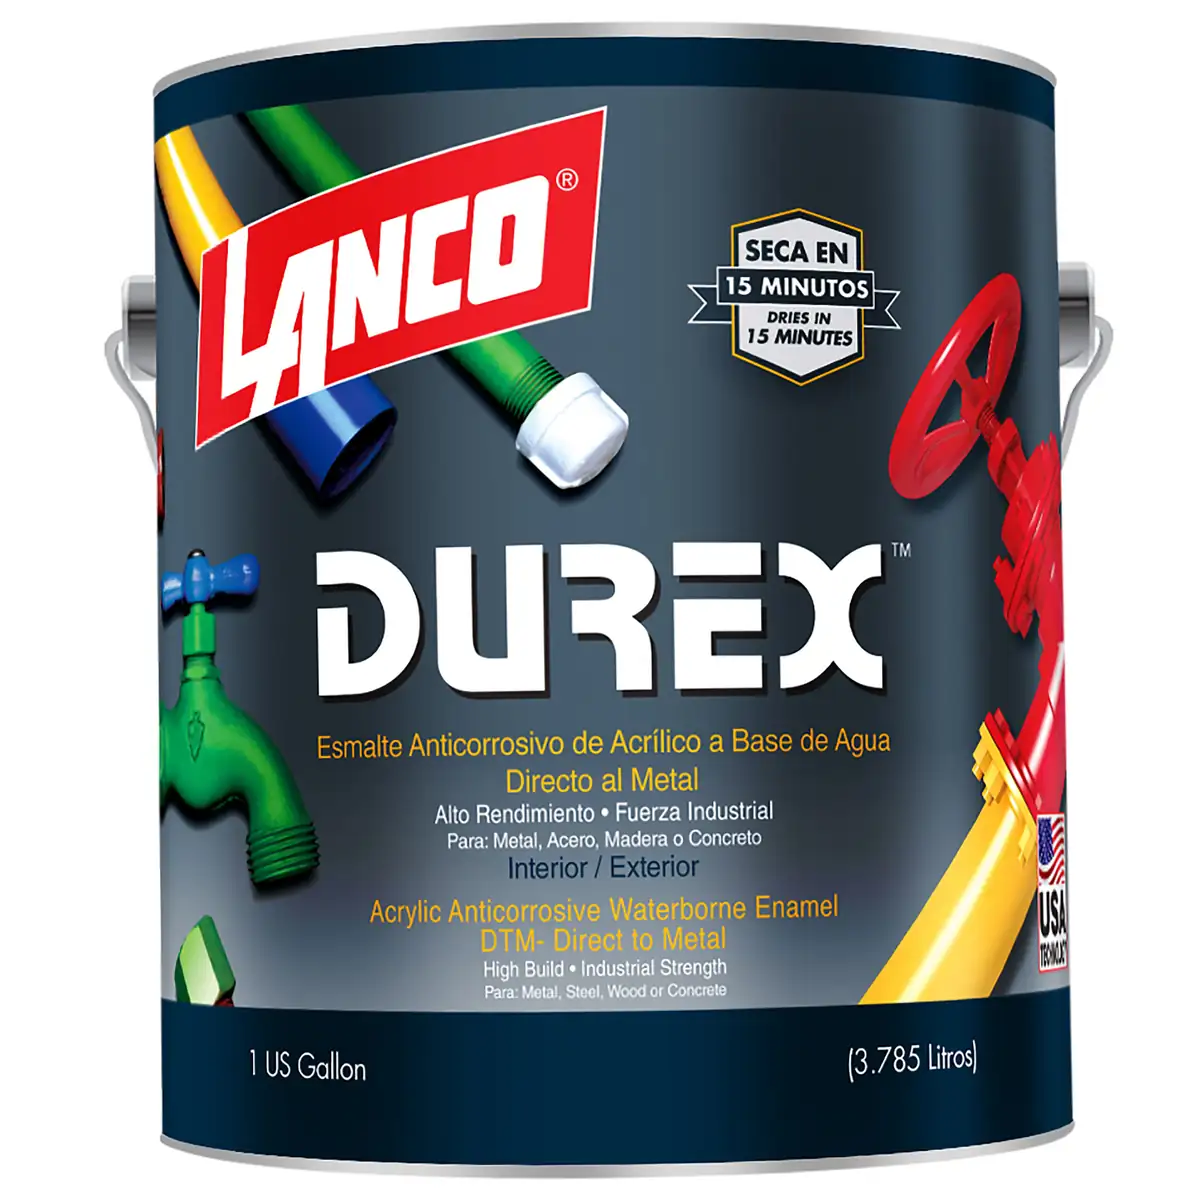 LANCO®
SECA EN
15 MINUTOS
DRIES IN
15 MINUTES
DUREX™
Esmalte Anticorrosivo de Acrílico a Base de Agua
Directo al Metal
Alto Rendimiento • Fuerza Industrial
Para: Metal, Acero, Madera o Concreto
Interior / Exterior
Acrylic Anticorrosive Waterborne Enamel
DTM- Direct to Metal
High Build • Industrial Strength
Para: Metal, Steel, Wood or Concrete
USA
1 US Gallon
(3.785 Litros)